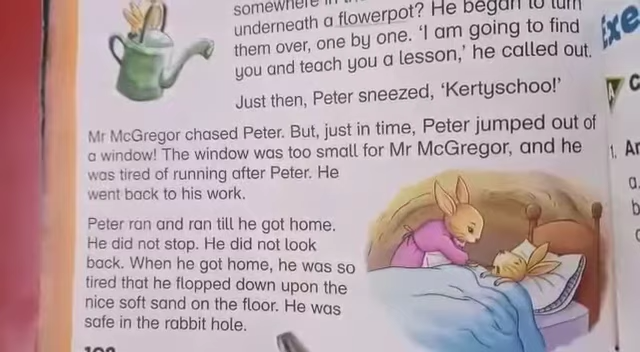 somewhere in
underneath a flowerpot? He began to turn
them over, one by one. 'I am going to find
you and teach you a lesson,' he called out.
Just then, Peter sneezed, 'Kertyschoo!'
Mr McGregor chased Peter. But, just in time, Peter jumped out of
a window! The window was too small for Mr McGregor, and he
was tired of running after Peter. He
went back to his work.
Peter ran and ran till he got home.
He did not stop. He did not look
back. When he got home, he was so
tired that he flopped down upon the
nice soft sand on the floor. He was
safe in the rabbit hole.
Exe
A C
1. Ar
a.
b